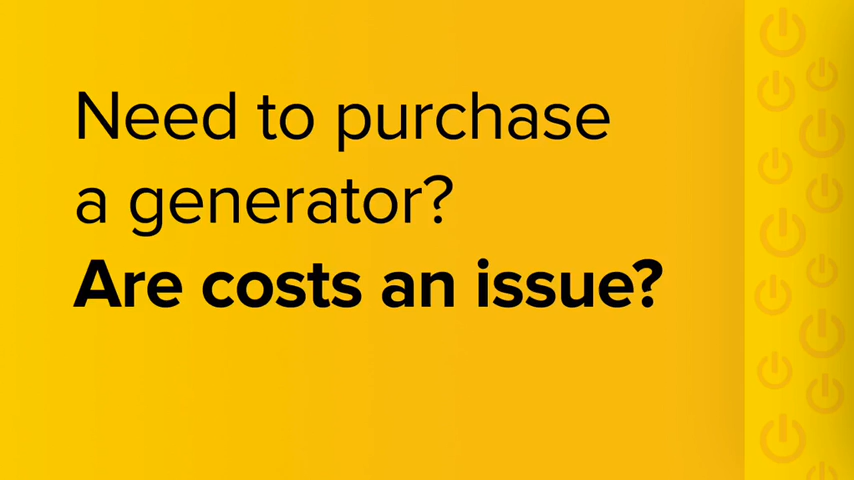 Need to purchase
a generator?
Are costs an issue?